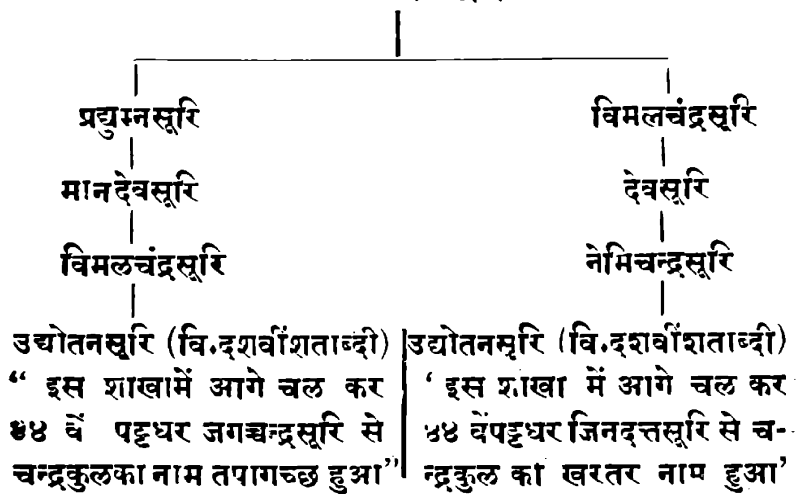 प्रद्युम्नसूरि
मानदेवसूरि
विमलचंद्रसूरि
उद्योतनसूरि (वि.दशवींशताब्दी)
“ इस शाखामें आगे चल कर
४४ वें पट्टधर जगच्चन्द्रसूरि से
चन्द्रकुलका नाम तपागच्छ हुआ”
विमलचंद्रसूरि
देवसूरि
नेमिचन्द्रसूरि
उद्योतनसूरि (वि.दशवींशताब्दी)
‘ इस शाखा में आगे चल कर
४४ वेंपट्टधर जिनदत्तसूरि से च-
न्द्रकुल का खरतर नाम हुआ’